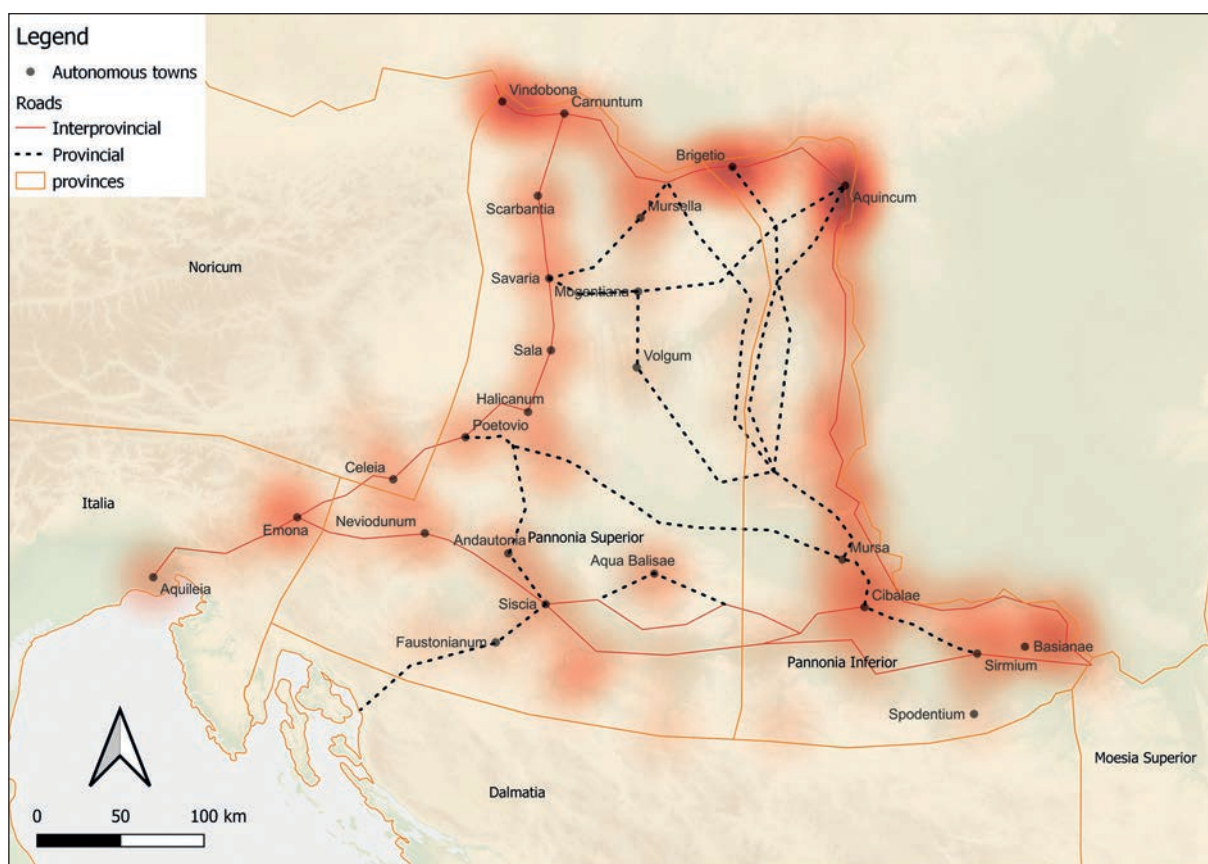 Legend
Autonomous towns
Roads
Interprovincial
Provincial
provinces
Vindobona
Carnuntum
Brigetio
Aquincum
Scarbantia
Mursella
Noricum
Savaria
Mogentiana
Sala
Volgum
Halicanum
Poetovio
Celeia
Italia
Emona
Neviodunum
Andautonia
Pannonia Superior
Mursa
Aqua Balisae
Aquileia
Siscia
Cibalae
Faustonianum
Pannonia Inferior
Basianae
Sirmium
Spodentium
Moesia Superior
Dalmatia
0 50 100 km